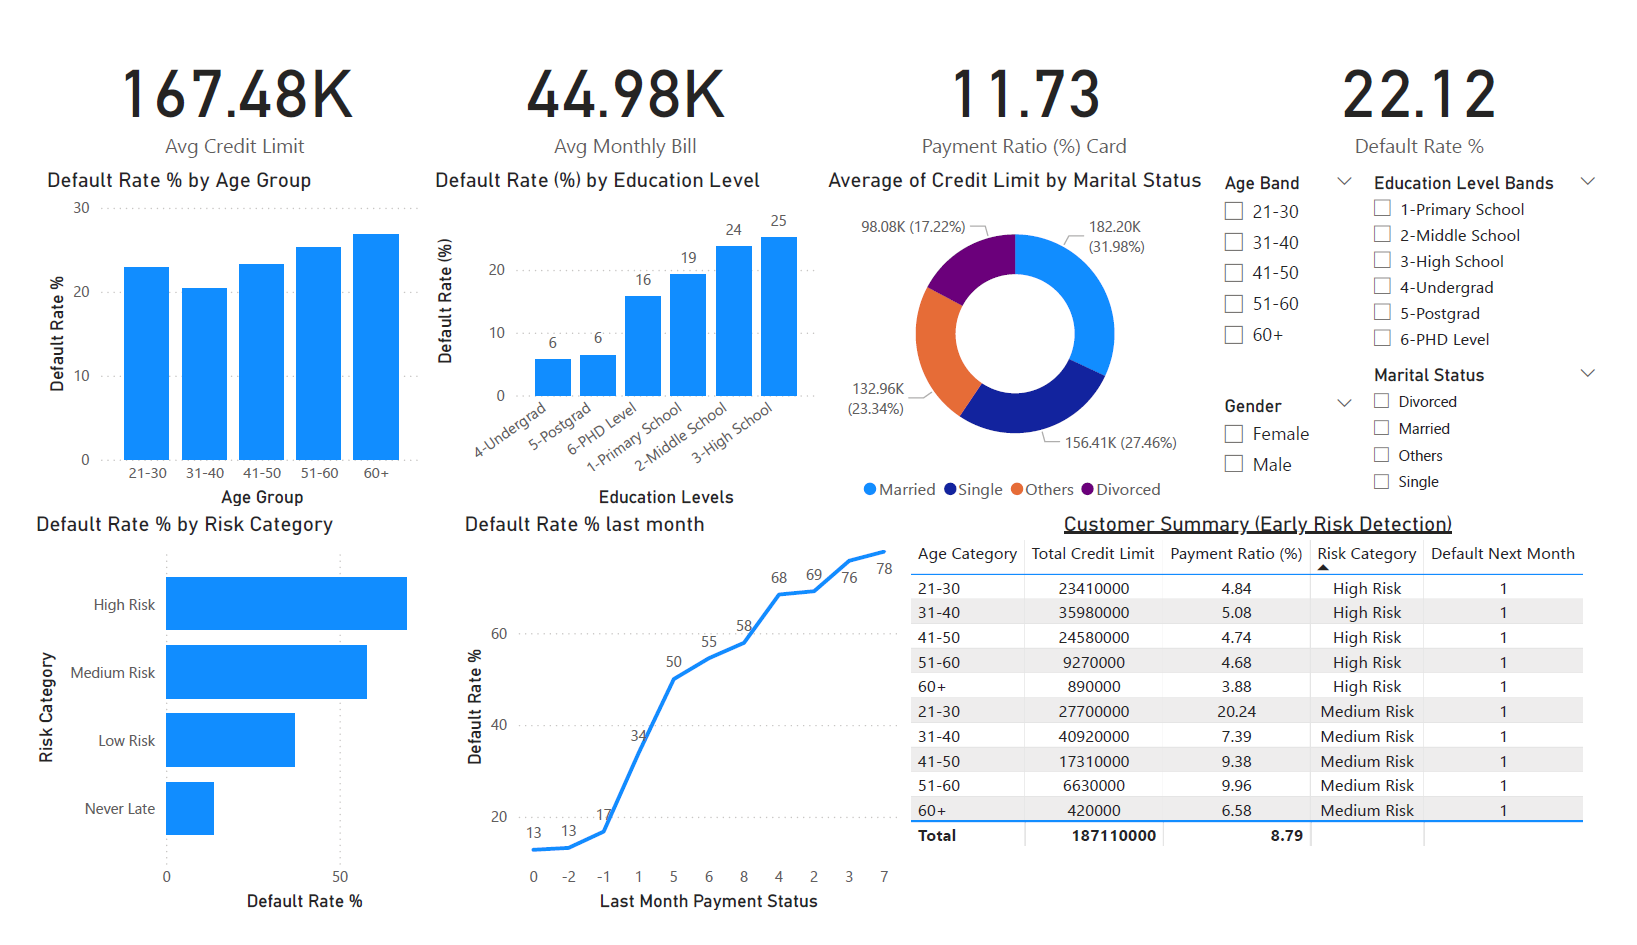 167.48K
Avg Credit Limit
44.98K
Avg Monthly Bill
11.73
Payment Ratio (%) Card
22.12
Default Rate %
Default Rate % by Age Group
30
20
10
0
Default Rate %
21-30 31-40 41-50 51-60 60+
Age Group
Default Rate (%) by Education Level
20
10
0
Default Rate (%)
6 6 16 19 24 25
4-Undergrad
5-Postgrad
6-PHD Level
1-Primary School
2-Middle School
3-High School
Education Levels
Average of Credit Limit by Marital Status
98.08K (17.22%)
182.20K
(31.98%)
132.96K
(23.34%)
156.41K (27.46%)
Married Single Others Divorced
Age Band
21-30
31-40
41-50
51-60
60+
Gender
Female
Male
Education Level Bands
1-Primary School
2-Middle School
3-High School
4-Undergrad
5-Postgrad
6-PHD Level
Marital Status
Divorced
Married
Others
Single
Default Rate % by Risk Category
Risk Category
High Risk
Medium Risk
Low Risk
Never Late
0 50
Default Rate %
Default Rate % last month
Default Rate %
60
40
20
13 13 17 34 50 55 58 68 69 76 78
0 -2 -1 1 5 6 8 4 2 3 7
Last Month Payment Status
Customer Summary (Early Risk Detection)
Age Category Total Credit Limit Payment Ratio (%) Risk Category Default Next Month
21-30 23410000 4.84 High Risk 1
31-40 35980000 5.08 High Risk 1
41-50 24580000 4.74 High Risk 1
51-60 9270000 4.68 High Risk 1
60+ 890000 3.88 High Risk 1
21-30 27700000 20.24 Medium Risk 1
31-40 40920000 7.39 Medium Risk 1
41-50 17310000 9.38 Medium Risk 1
51-60 6630000 9.96 Medium Risk 1
60+ 420000 6.58 Medium Risk 1
Total 187110000 8.79